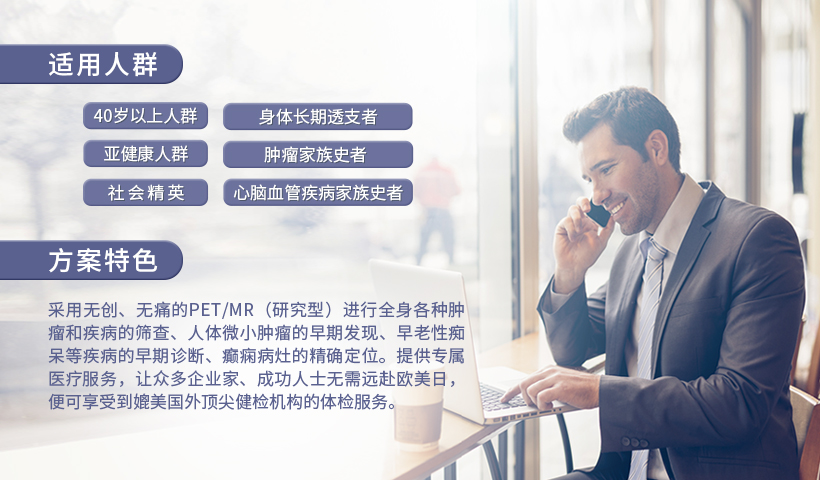 适用人群
40岁以上人群 身体长期透支者
亚健康人群 肿瘤家族史者
社会精英 心脑血管疾病家族史者
方案特色
采用无创、无痛的PET/MR（研究型）进行全身各种肿
瘤和疾病的筛查、人体微小肿瘤的早期发现、早老性痴
呆等疾病的早期诊断、癫痫病灶的精确定位。提供专属
医疗服务，让众多企业家、成功人士无需远赴欧美日，
便可享受到媲美国外顶尖健检机构的体检服务。